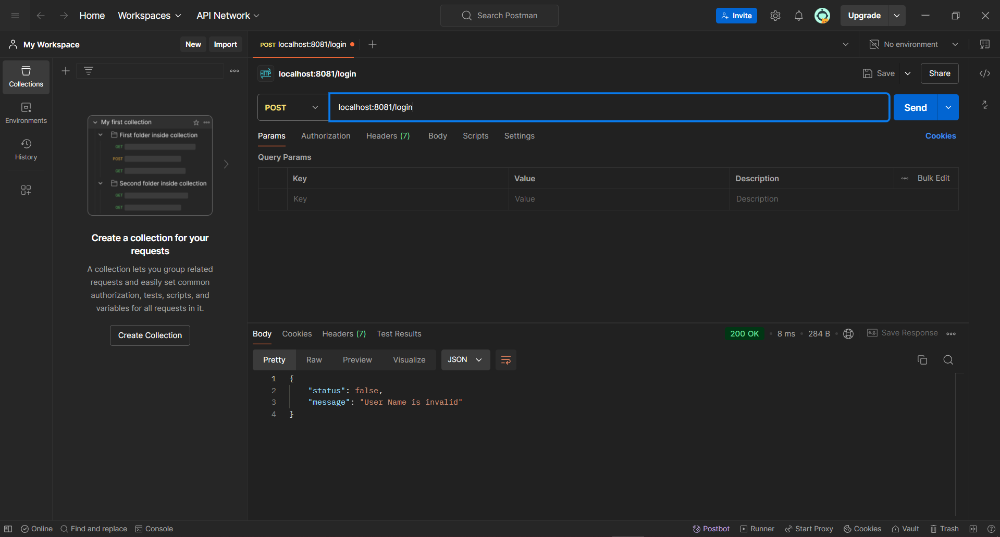 Home Workspaces API Network Search Postman Invite Upgrade
My Workspace New Import
POST localhost:8081/login No environment
Collections
Environments
History
My first collection
First folder inside collection
GET
POST
GET
Second folder inside collection
GET
GET
Create a collection for your
requests
A collection lets you group related
requests and easily set common
authorization, tests, scripts, and
variables for all requests in it.
Create Collection
HTTP localhost:8081/login Save Share
POST localhost:8081/login Send
Params Authorization Headers (7) Body Scripts Settings Cookies
Query Params
Key Value Description Bulk Edit
Key Value Description
Body Cookies Headers (7) Test Results 200 OK 8 ms 284 B e.g. Save Response
Pretty Raw Preview Visualize JSON
1 {
2 "status": false,
3 "message": "User Name is invalid"
4 }
Online Find and replace Console Postbot Runner Start Proxy Cookies Vault Trash